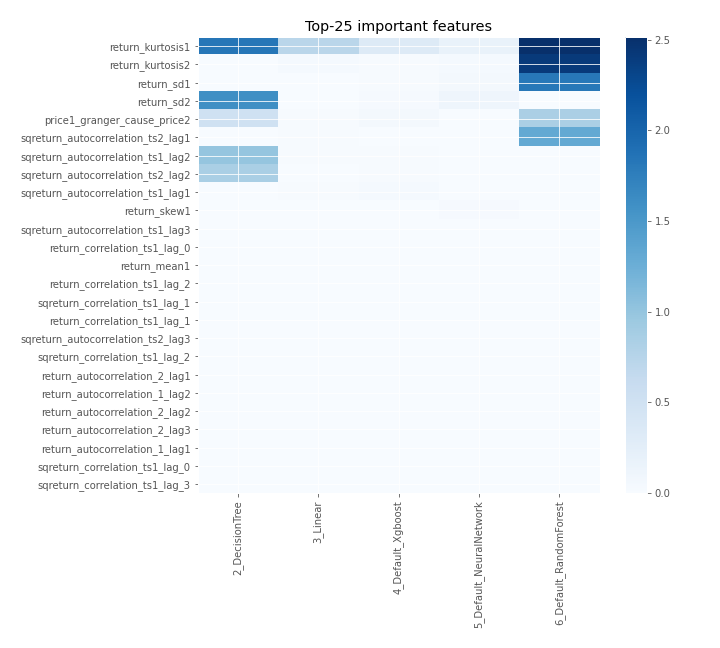 Top-25 important features
return_kurtosis1
return_kurtosis2
return_sd1
return_sd2
price1_granger_cause_price2
sqreturn_autocorrelation_ts2_lag1
sqreturn_autocorrelation_ts1_lag2
sqreturn_autocorrelation_ts2_lag2
sqreturn_autocorrelation_ts1_lag1
return_skew1
sqreturn_autocorrelation_ts1_lag3
return_correlation_ts1_lag_0
return_mean1
return_correlation_ts1_lag_2
sqreturn_correlation_ts1_lag_1
return_correlation_ts1_lag_1
sqreturn_autocorrelation_ts2_lag3
sqreturn_correlation_ts1_lag_2
return_autocorrelation_2_lag1
return_autocorrelation_1_lag2
return_autocorrelation_2_lag2
return_autocorrelation_2_lag3
return_autocorrelation_1_lag1
sqreturn_correlation_ts1_lag_0
sqreturn_correlation_ts1_lag_3
2_DecisionTree
3_Linear
4_Default_Xgboost
5_Default_NeuralNetwork
6_Default_RandomForest
2.5
2.0
1.5
1.0
0.5
0.0